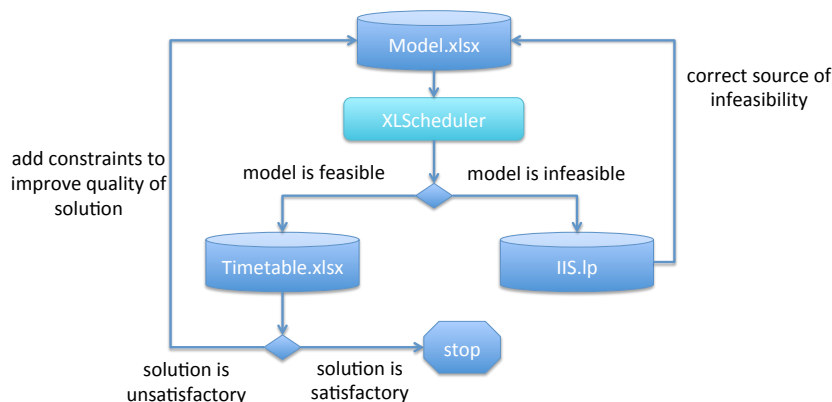 Model.xlsx
correct source of
infeasibility
XLScheduler
add constraints to
improve quality of
solution
model is feasible
model is infeasible
Timetable.xlsx
IIS.lp
stop
solution is
unsatisfactory
solution is
satisfactory